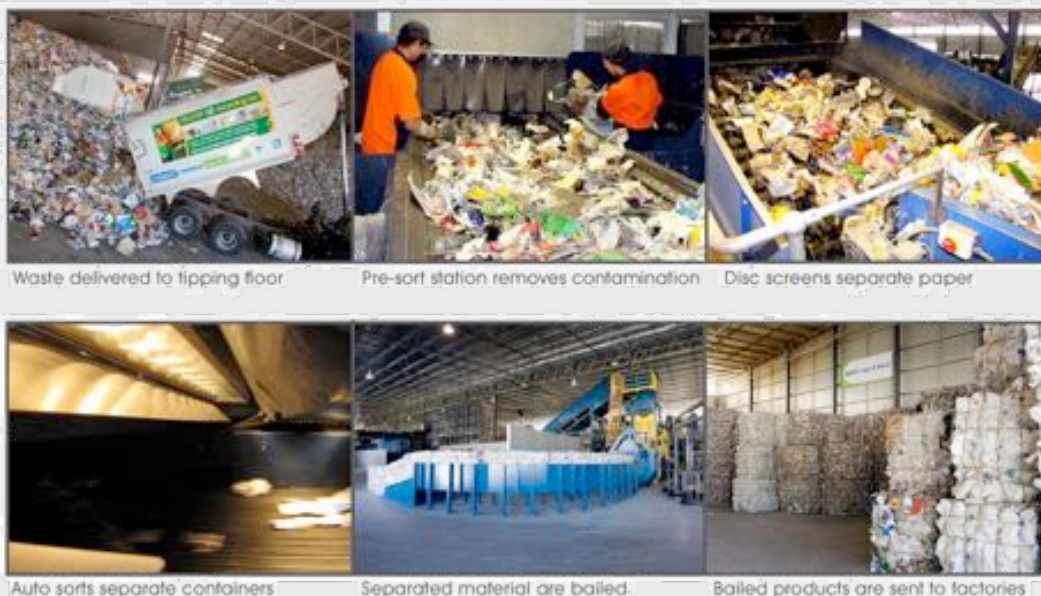 Waste delivered to tipping floor
Pre-sort station removes contamination
Disc screens separate paper
Auto sorts separate containers
Separated material are bailed.
Bailed products are sent to factories